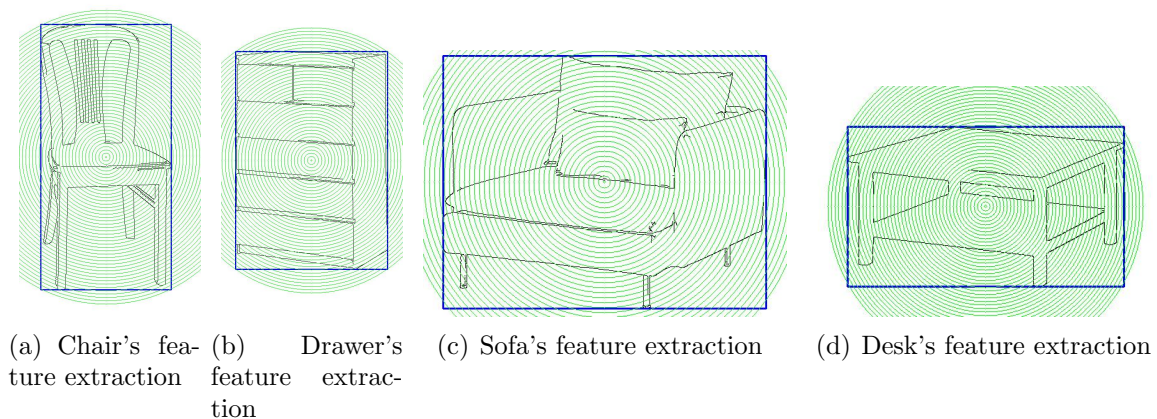 (a) Chair's fea-
ture extraction
(b) Drawer's
feature extrac-
tion
(c) Sofa's feature extraction
(d) Desk's feature extraction